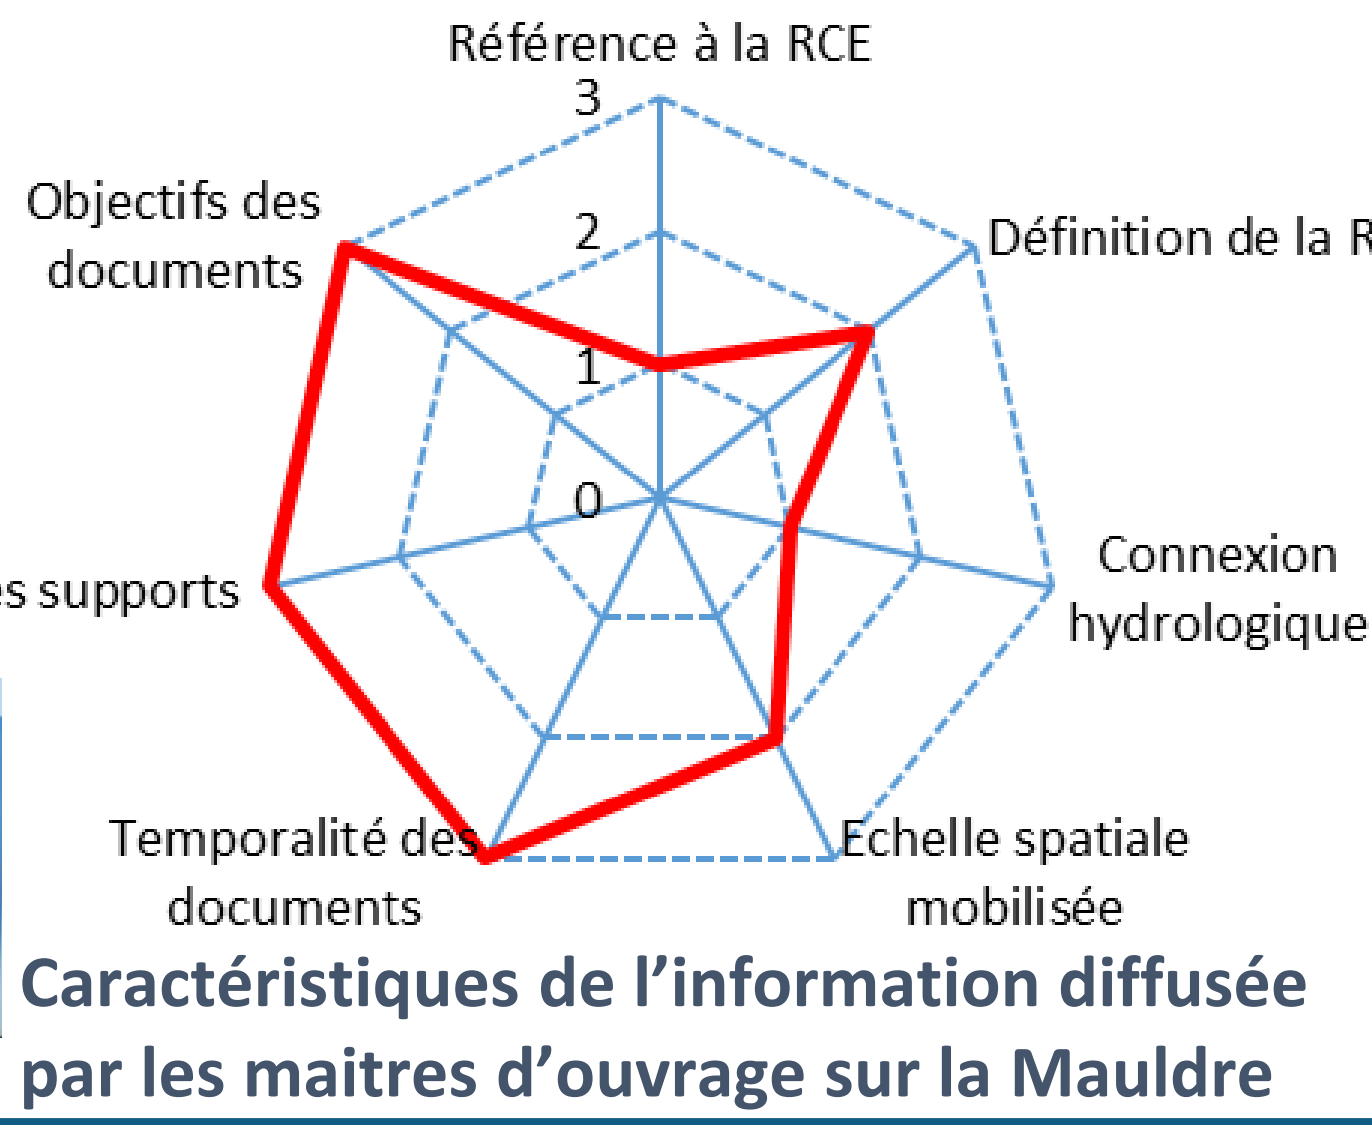 Référence à la RCE
3
Objectifs des
documents
2
Définition de la
1
0
Connexion
hydrologique
supports
Temporalité des
documents
Echelle spatiale
mobilisée
Caractéristiques de l’information diffusée
par les maitres d’ouvrage sur la Mauldre